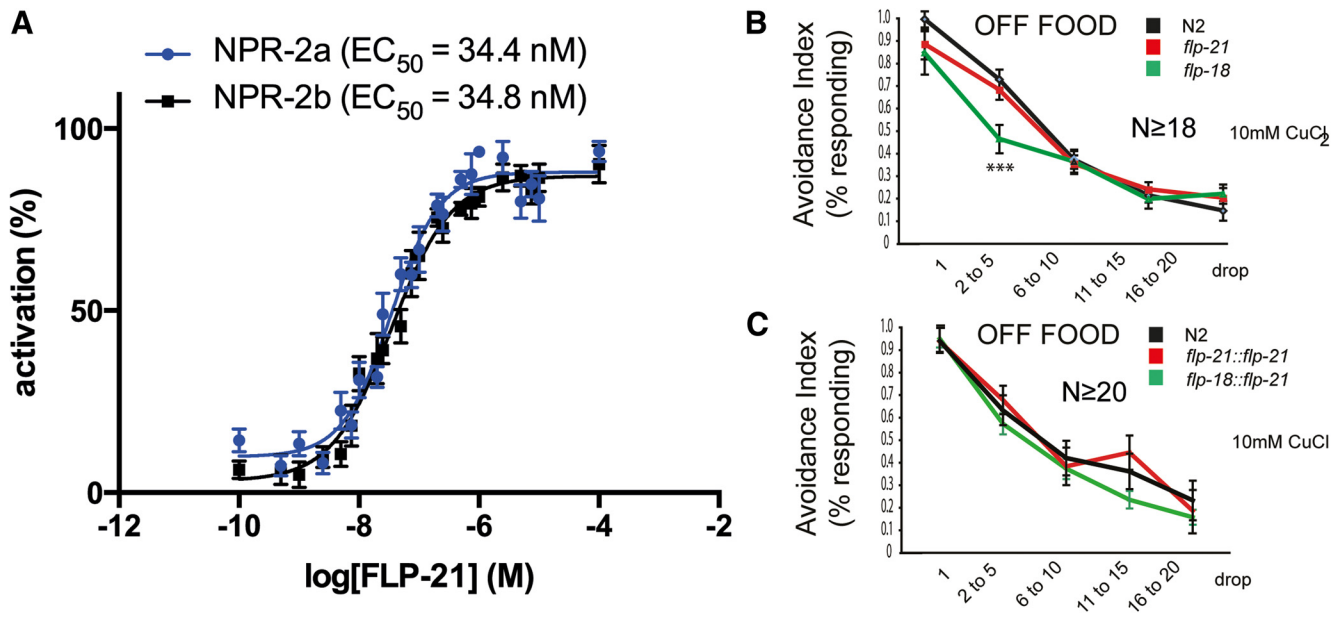 A
NPR-2a (EC50 = 34.4 nM)
NPR-2b (EC50 = 34.8 nM)
100
50
0
activation (%)
-12 -10 -8 -6 -4 -2
log[FLP-21] (M)
B
OFF FOOD
N2
flp-21
flp-18
N≥18
10mM CuCl2
***
Avoidance Index
(% responding)
1.0
0.9
0.8
0.7
0.6
0.5
0.4
0.3
0.2
0.1
0
1 2 to 5 6 to 10 11 to 15 16 to 20 drop
C
OFF FOOD
N2
flp-21::flp-21
flp-18::flp-21
N≥20
10mM CuCl
Avoidance Index
(% responding)
1.0
0.9
0.8
0.7
0.6
0.5
0.4
0.3
0.2
0.1
0
1 2 to 5 6 to 10 11 to 15 16 to 20 drop